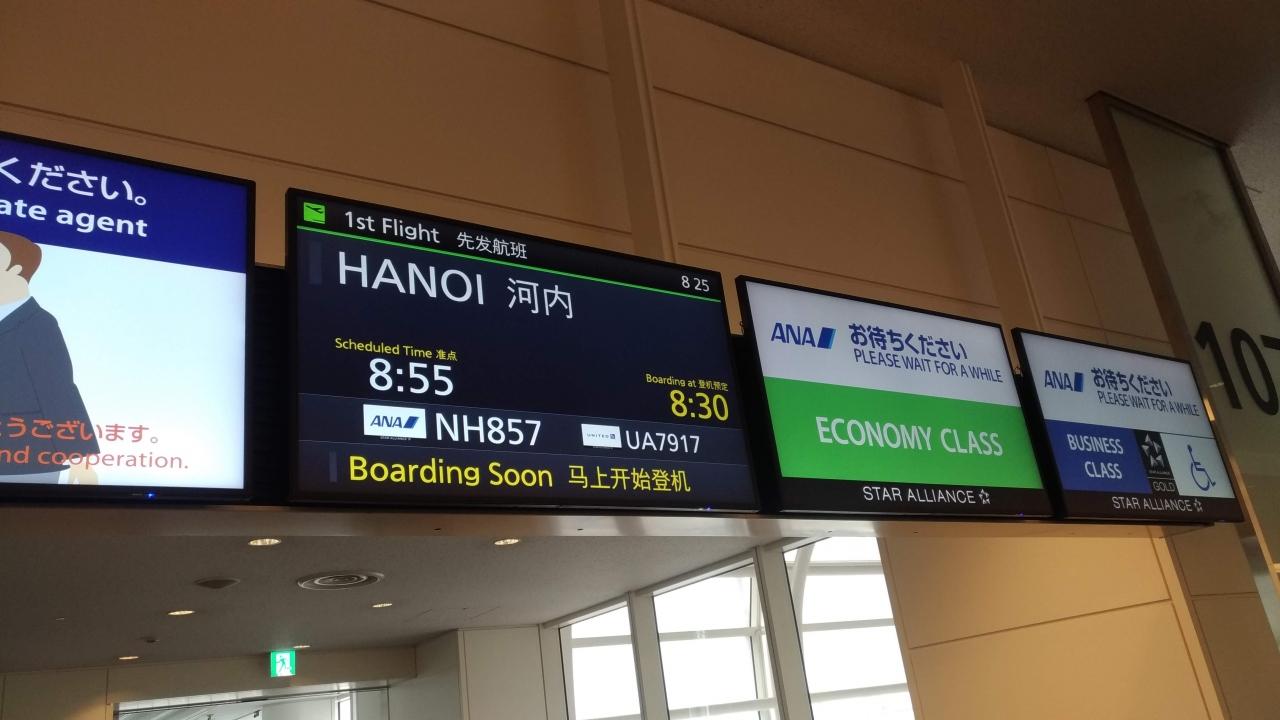 ください。
ate agent
うございます。
nd cooperation.
1st Flight 先发航班
8 25
HANOI 河内
Scheduled Time 准点
8:55
Boarding at 登机预定
8:30
ANA NH857 UNITED UA7917
Boarding Soon 马上开始登机
ANA お待ちください
PLEASE WAIT FOR A WHILE
ECONOMY CLASS
STAR ALLIANCE
ANA お待ちください
PLEASE WAIT FOR A WHILE
BUSINESS
CLASS
GOLD
STAR ALLIANCE
107